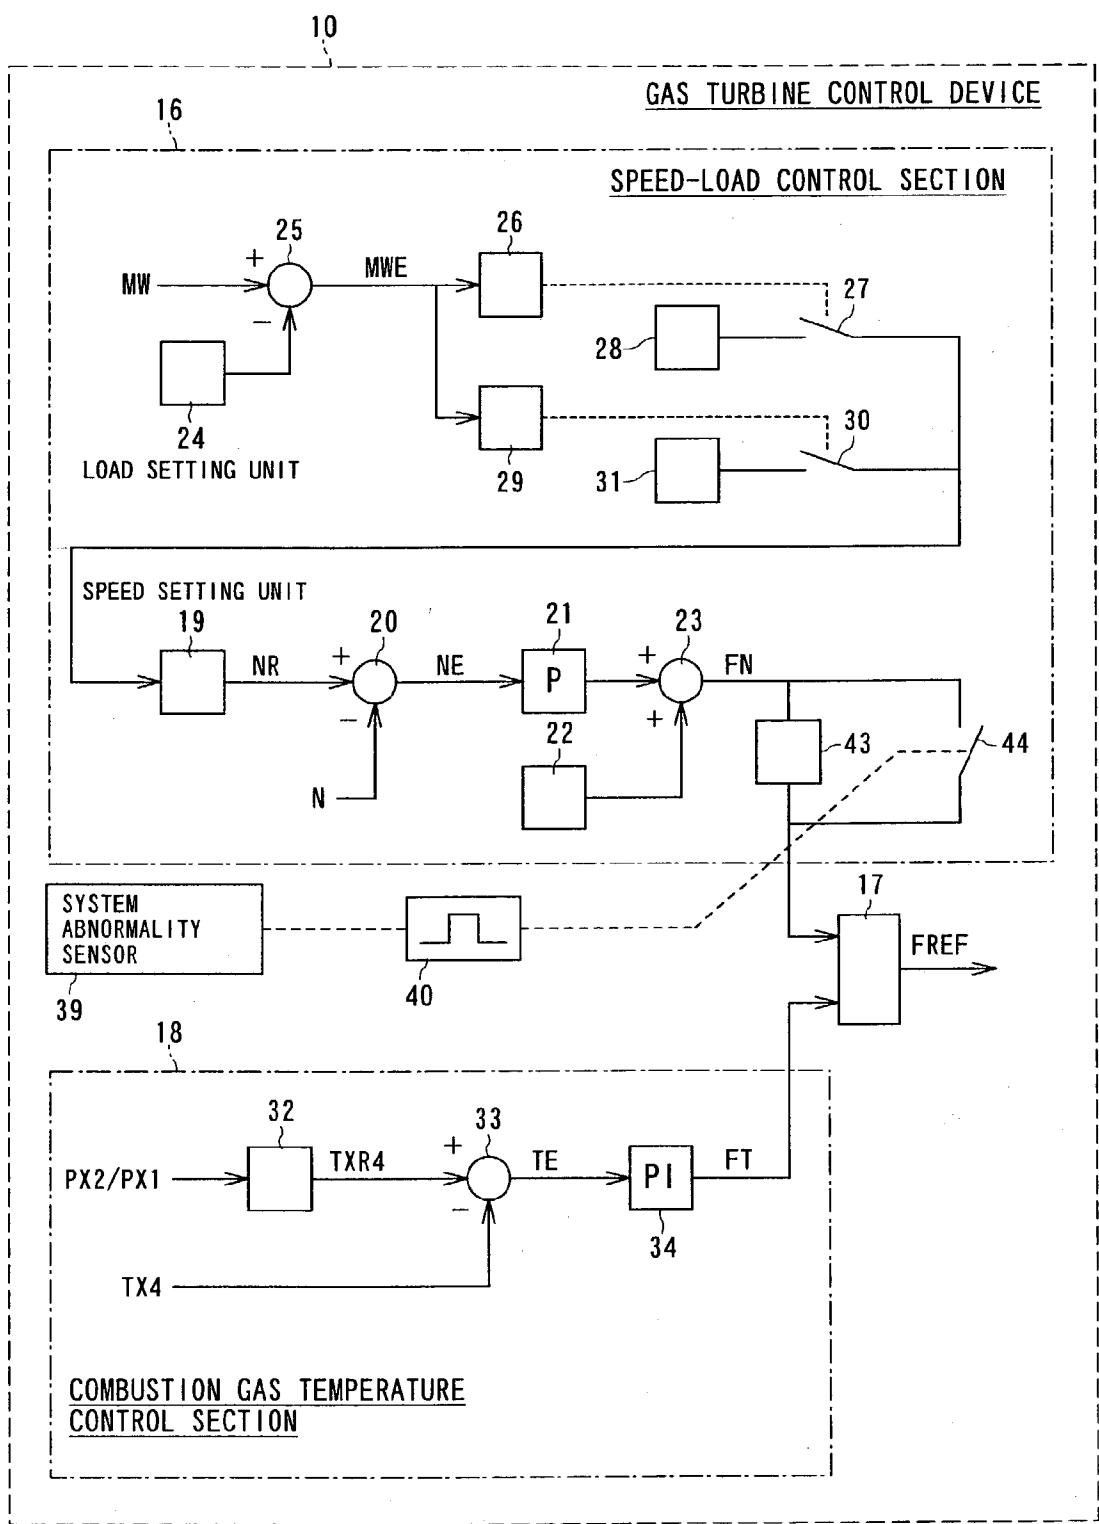 10
GAS TURBINE CONTROL DEVICE
16
SPEED-LOAD CONTROL SECTION
25
26
+
MW
MWE
27
−
28
24
30
LOAD SETTING UNIT
29
31
SPEED SETTING UNIT
19
20
21
23
+
NR
NE
P
+
FN
−
+
22
43
44
N
17
SYSTEM
ABNORMALITY
SENSOR
FREF
39
40
18
32
33
+
34
PX2/PX1
TXR4
TE
PI
FT
−
TX4
COMBUSTION GAS TEMPERATURE
CONTROL SECTION